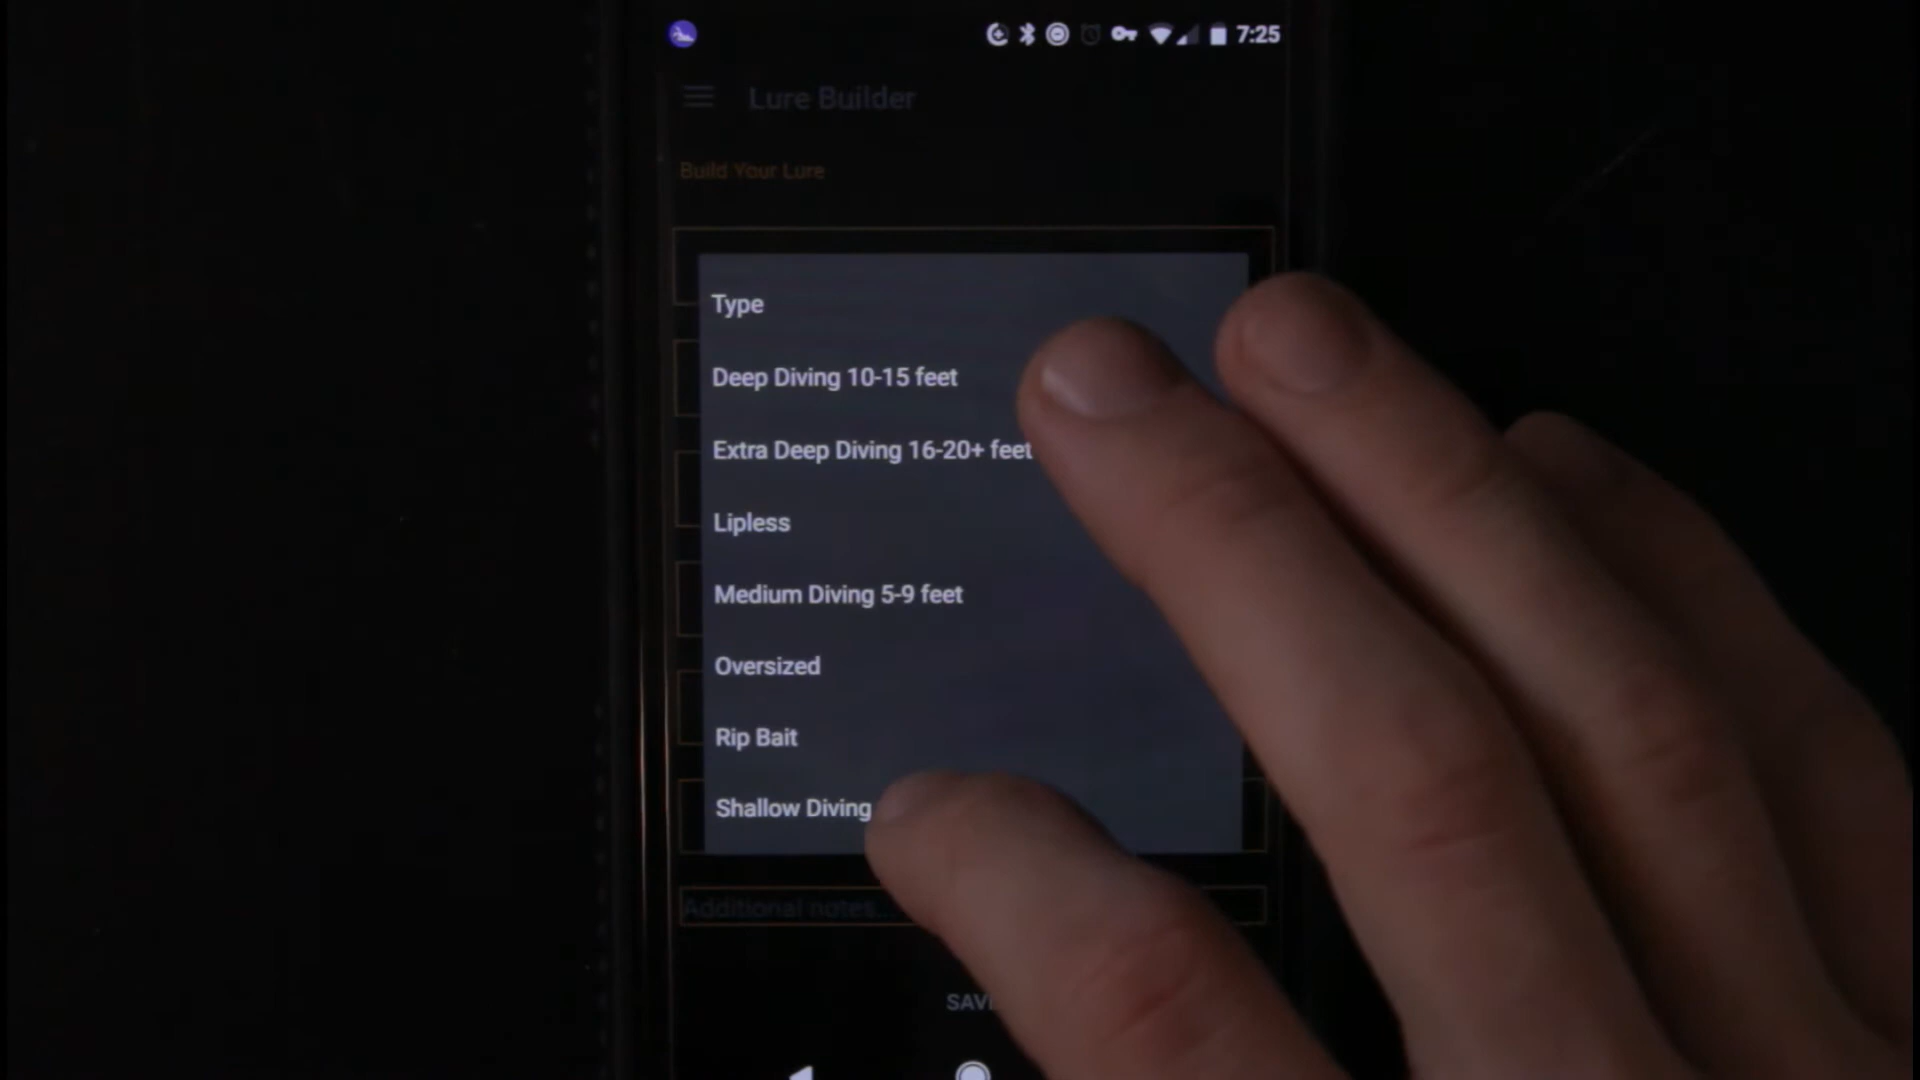 7:25
Lure Builder
Build Your Lure
Type
Deep Diving 10-15 feet
Extra Deep Diving 16-20+ feet
Lipless
Medium Diving 5-9 feet
Oversized
Rip Bait
Shallow Diving
Additional notes...